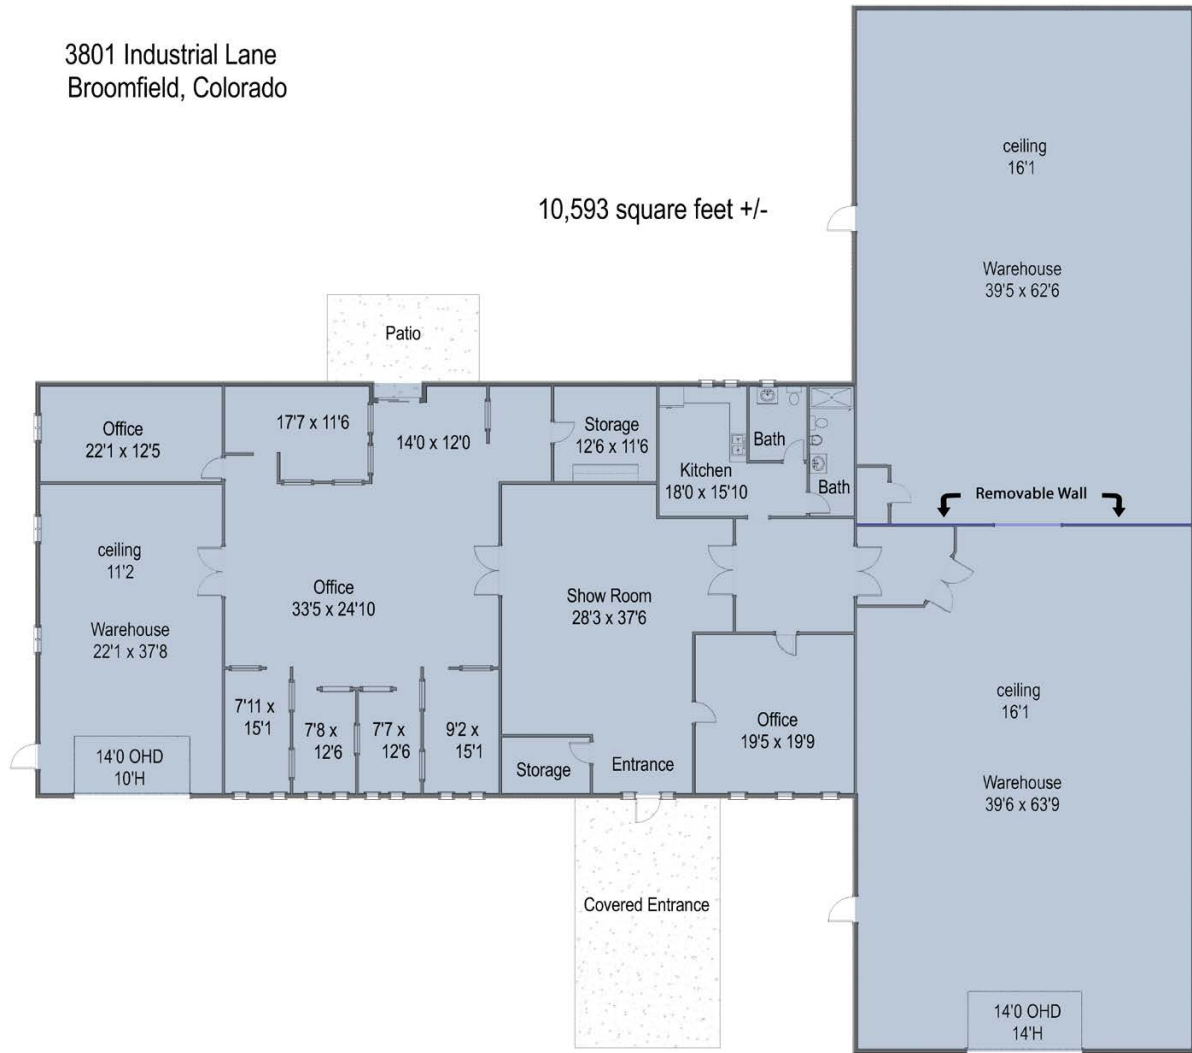 3801 Industrial Lane
Broomfield, Colorado
ceiling
16'1
10,593 square feet +/-
Warehouse
39'5 x 62'6
Patio
Office
22'1 x 12'5
17'7 x 11'6
14'0 x 12'0
Storage
12'6 x 11'6
Bath
Kitchen
18'0 x 15'10
Bath
Removable Wall
ceiling
11'2
Warehouse
22'1 x 37'8
Office
33'5 x 24'10
Show Room
28'3 x 37'6
7'11 x
15'1
7'8 x
12'6
7'7 x
12'6
9'2 x
15'1
Office
19'5 x 19'9
ceiling
16'1
Warehouse
39'6 x 63'9
14'0 OHD
10'H
Storage
Entrance
Covered Entrance
14'0 OHD
14'H